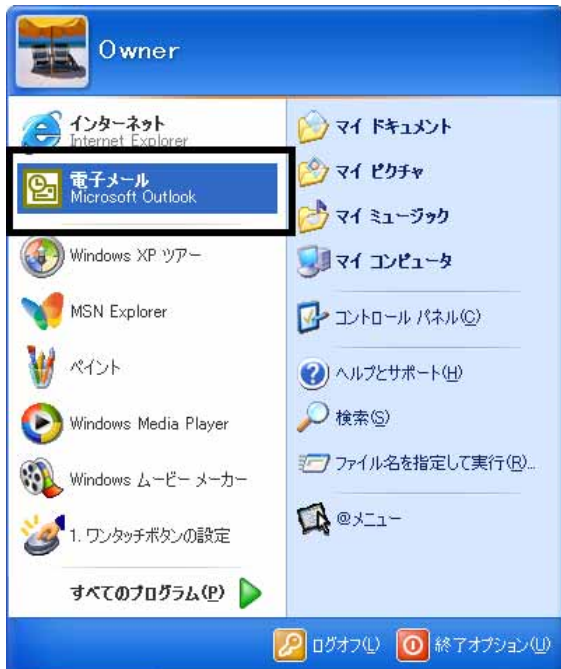 Owner
インターネット
Internet Explorer
電子メール
Microsoft Outlook
Windows XP ツアー
MSN Explorer
ペイント
Windows Media Player
Windows ムービー メーカー
1. ワンタッチボタンの設定
すべてのプログラム(P)
マイ ドキュメント
マイ ピクチャ
マイ ミュージック
マイ コンピュータ
コントロール パネル(C)
ヘルプとサポート(H)
検索(S)
ファイル名を指定して実行(R)...
@メニュー
ログオフ(L)
終了オプション(U)